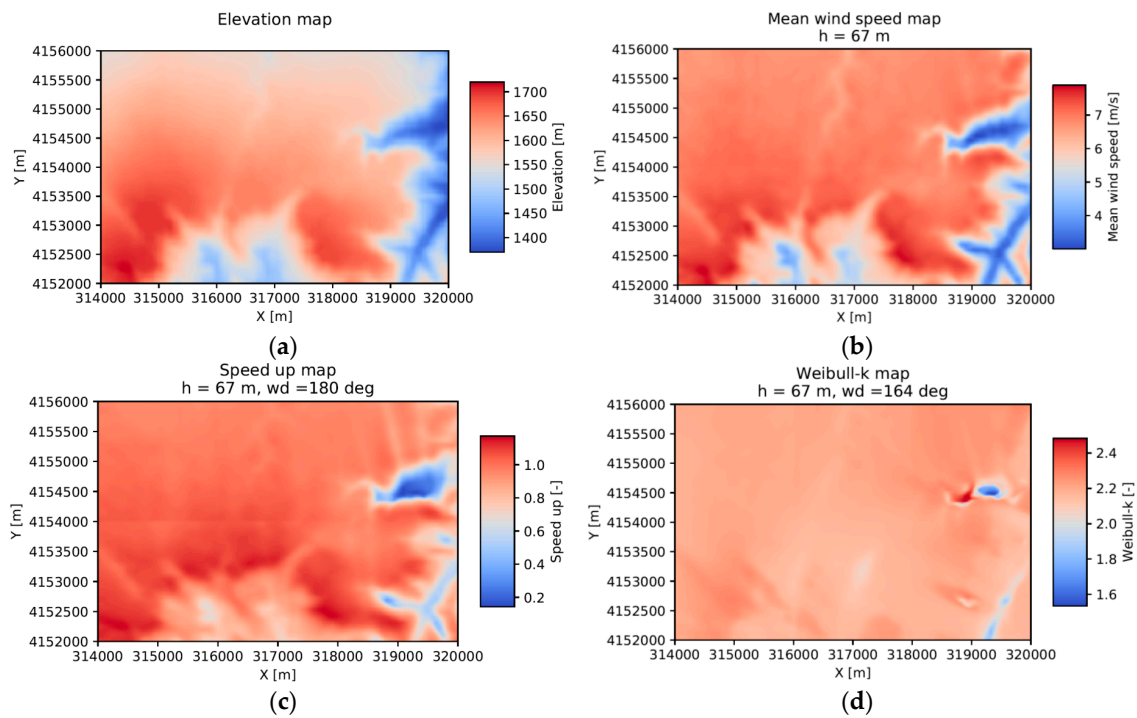 Elevation map
4156000
4155500
4155000
4154500
4154000
4153500
4153000
4152500
4152000
Y [m]
314000 315000 316000 317000 318000 319000 320000
X [m]
1700
1650
1600
1550
1500
1450
1400
Elevation [m]
(a)
Mean wind speed map
h = 67 m
4156000
4155500
4155000
4154500
4154000
4153500
4153000
4152500
4152000
Y [m]
314000 315000 316000 317000 318000 319000 320000
X [m]
7
6
5
4
Mean wind speed [m/s]
(b)
Speed up map
h = 67 m, wd =180 deg
4156000
4155500
4155000
4154500
4154000
4153500
4153000
4152500
4152000
Y [m]
314000 315000 316000 317000 318000 319000 320000
X [m]
1.0
0.8
0.6
0.4
0.2
Speed up [-]
(c)
Weibull-k map
h = 67 m, wd =164 deg
4156000
4155500
4155000
4154500
4154000
4153500
4153000
4152500
4152000
Y [m]
314000 315000 316000 317000 318000 319000 320000
X [m]
2.4
2.2
2.0
1.8
1.6
Weibull-k [-]
(d)